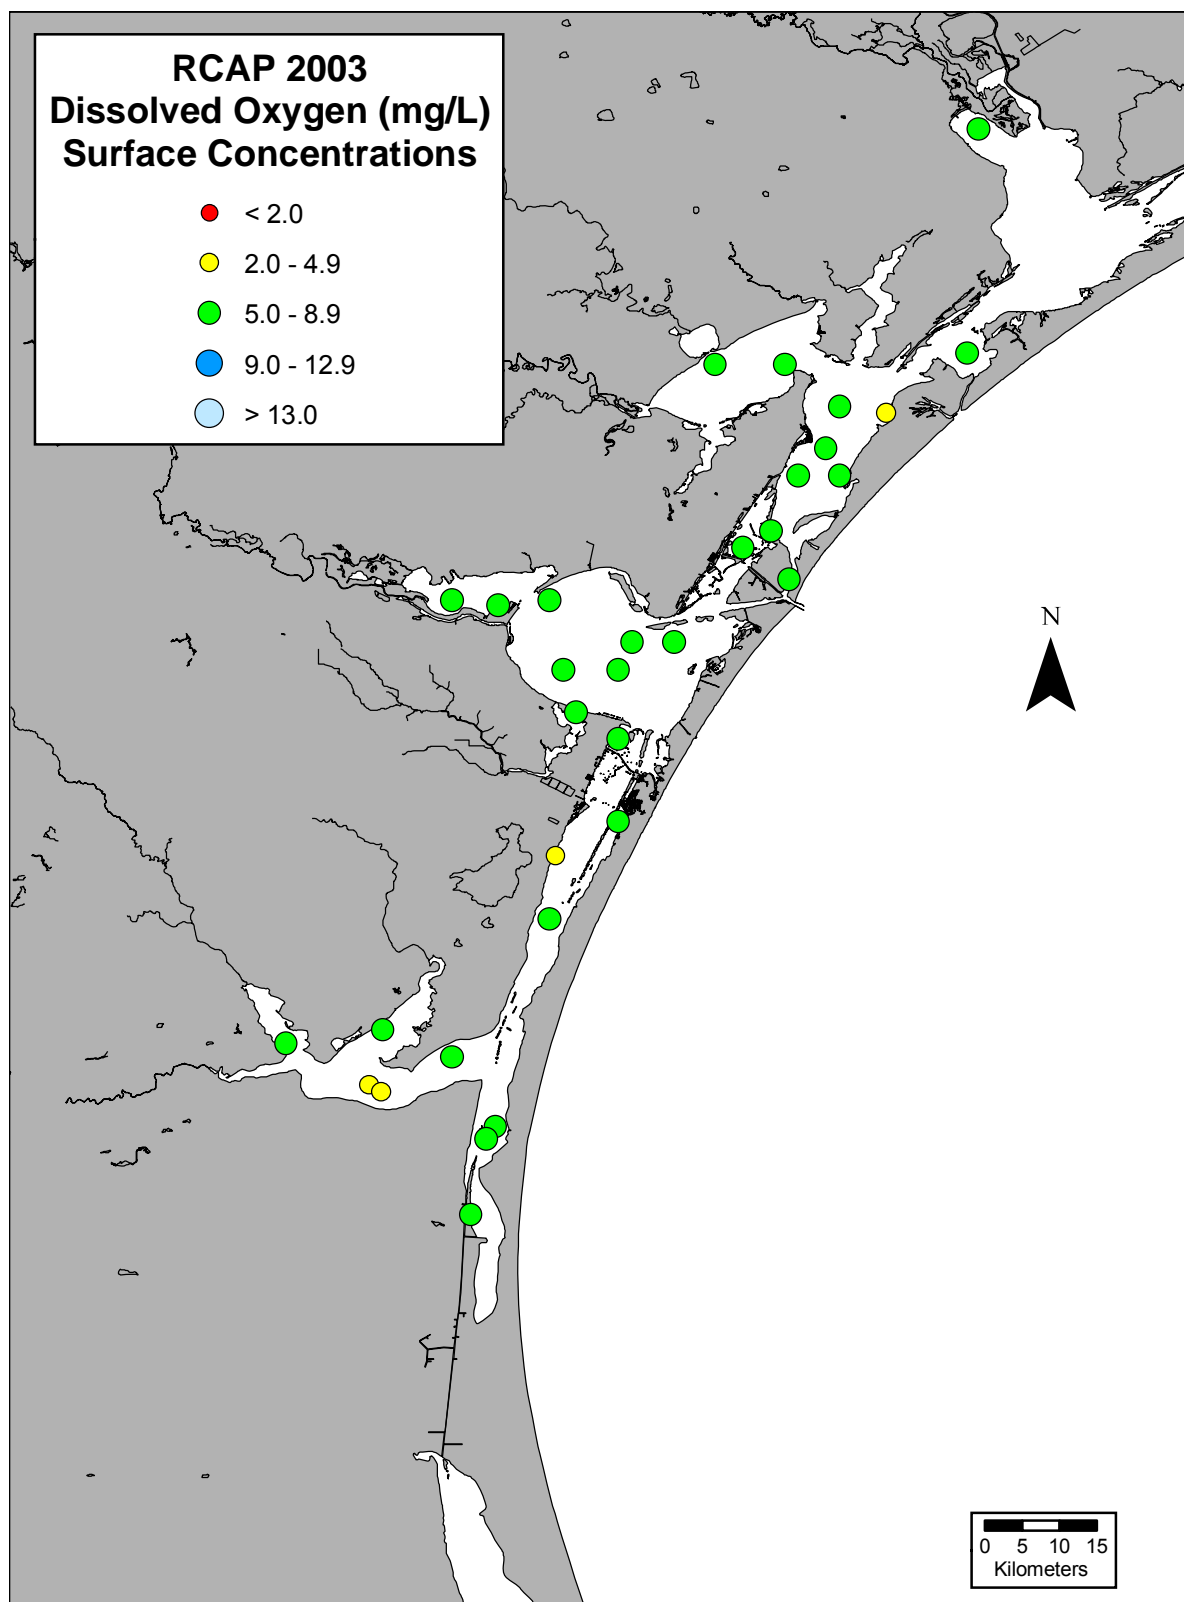 RCAP 2003
Dissolved Oxygen (mg/L)
Surface Concentrations
< 2.0
2.0 - 4.9
5.0 - 8.9
9.0 - 12.9
> 13.0
N
0 5 10 15
Kilometers